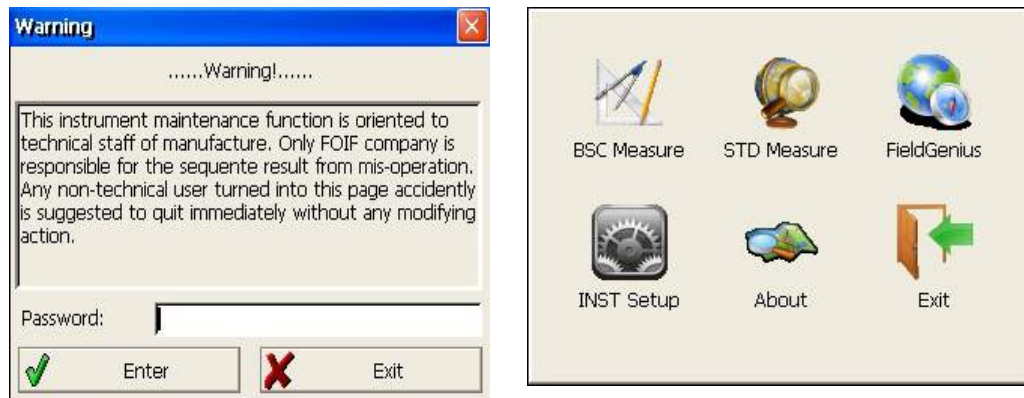 Warning
......Warning!......
This instrument maintenance function is oriented to
technical staff of manufacture. Only FOIF company is
responsible for the sequente result from mis-operation.
Any non-technical user turned into this page accidently
is suggested to quit immediately without any modifying
action.
Password:
Enter
Exit
BSC Measure
STD Measure
FieldGenius
INST Setup
About
Exit